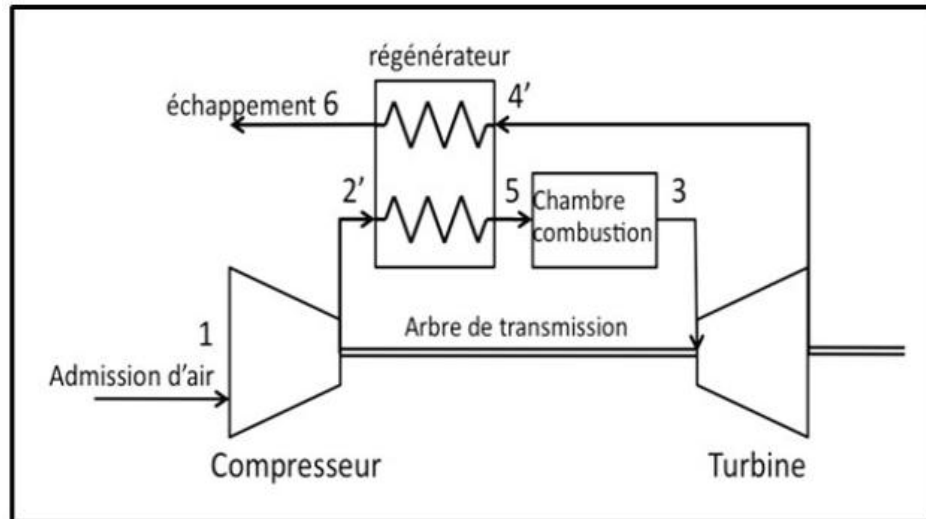 régénérateur
échappement 6
4'
2'
5
Chambre
combustion
3
1
Arbre de transmission
Admission d'air
Compresseur
Turbine